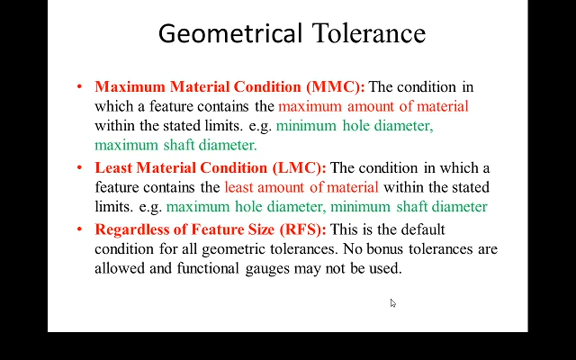 Geometrical Tolerance
• Maximum Material Condition (MMC): The condition in
which a feature contains the maximum amount of material
within the stated limits. e.g. minimum hole diameter,
maximum shaft diameter.
• Least Material Condition (LMC): The condition in which a
feature contains the least amount of material within the stated
limits. e.g. maximum hole diameter, minimum shaft diameter
• Regardless of Feature Size (RFS): This is the default
condition for all geometric tolerances. No bonus tolerances are
allowed and functional gauges may not be used.